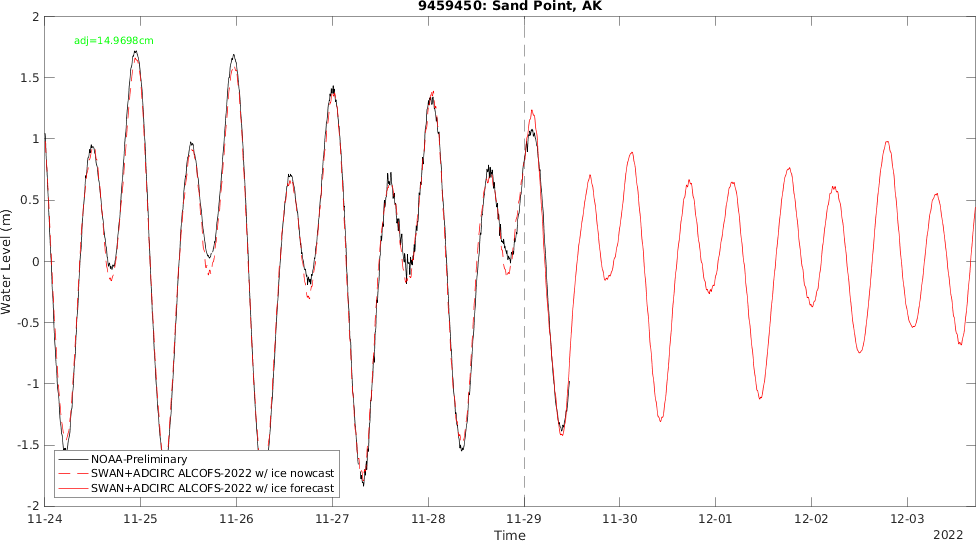 9459450: Sand Point, AK
adj=14.9698cm
Water Level (m)
2
1.5
1
0.5
0
-0.5
-1
-1.5
-2
NOAA-Preliminary
SWAN+ADCIRC ALCOFS-2022 w/ ice nowcast
SWAN+ADCIRC ALCOFS-2022 w/ ice forecast
11-24 11-25 11-26 11-27 11-28 11-29 11-30 12-01 12-02 12-03
Time
2022